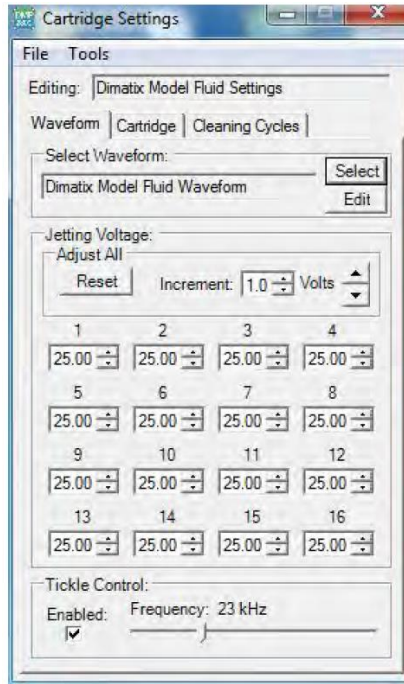 Cartridge Settings
File Tools
Editing: Dimatix Model Fluid Settings
Waveform Cartridge Cleaning Cycles
Select Waveform:
Select
Dimatix Model Fluid Waveform
Edit
Jetting Voltage:
Adjust All
Reset Increment: 1.0 Volts
1 2 3 4
25.00 25.00 25.00 25.00
5 6 7 8
25.00 25.00 25.00 25.00
9 10 11 12
25.00 25.00 25.00 25.00
13 14 15 16
25.00 25.00 25.00 25.00
Tickle Control:
Enabled: Frequency: 23 kHz